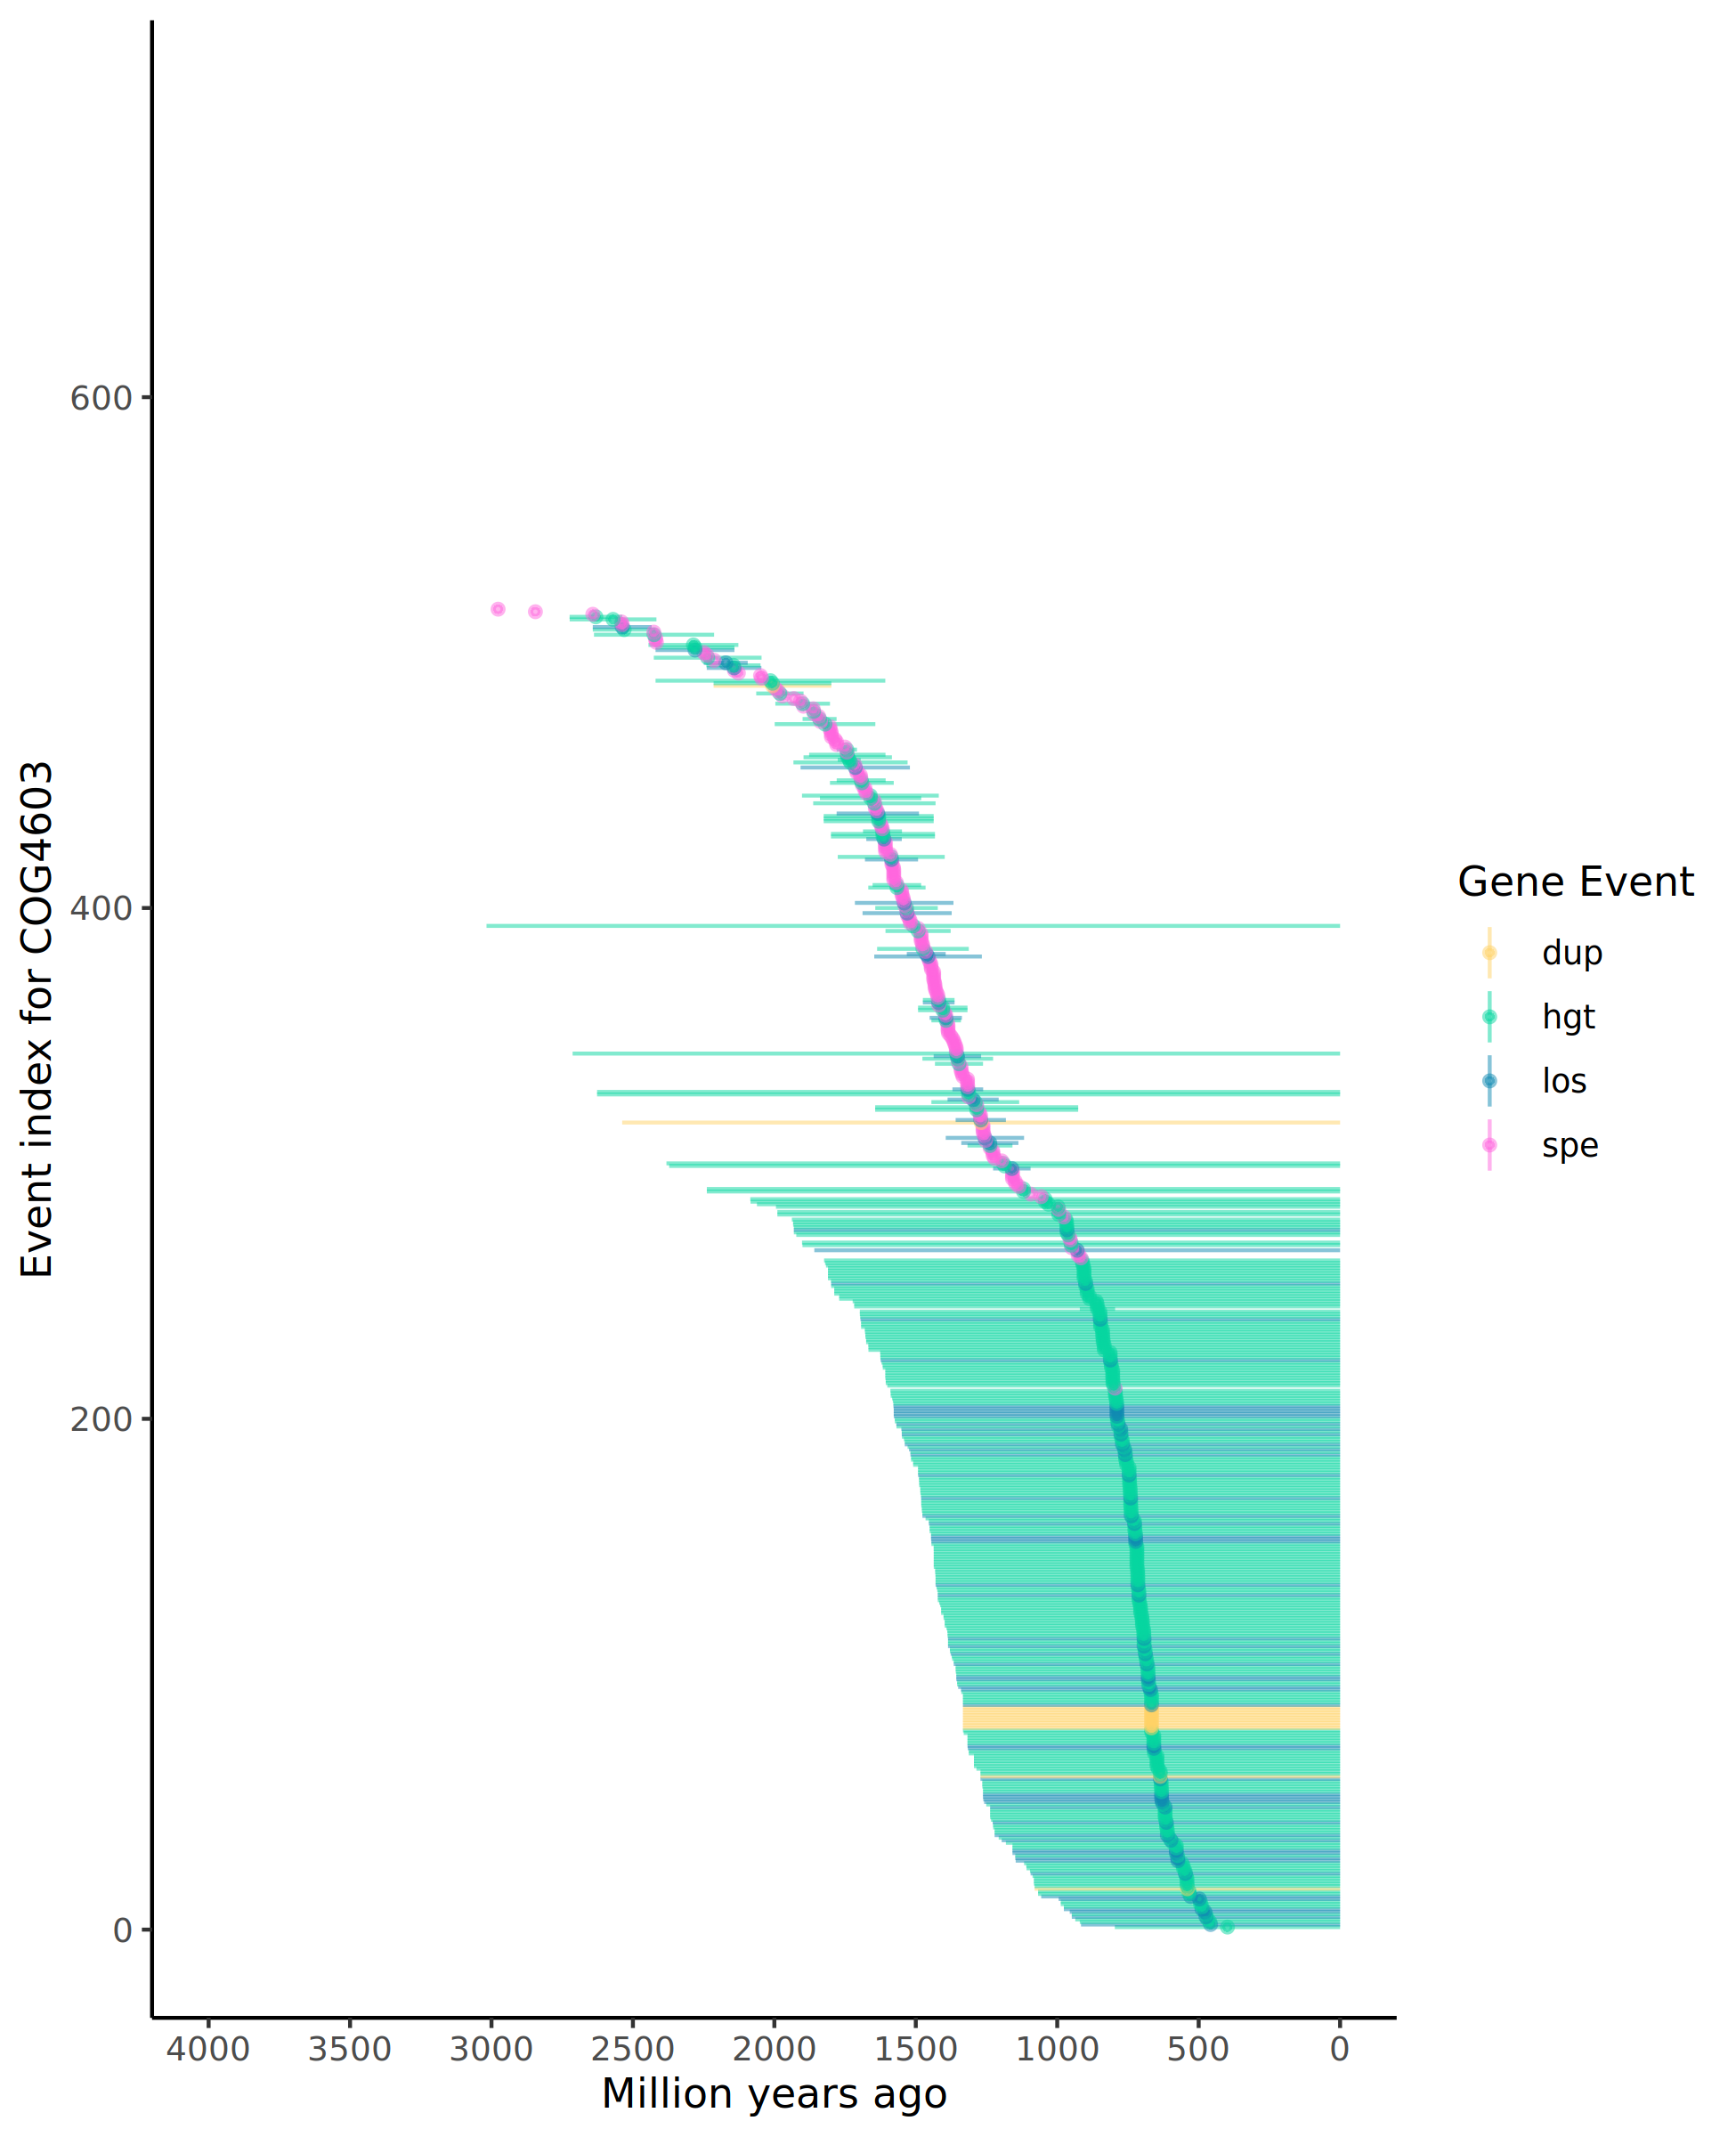 Event index for COG4603
600
400
200
0
4000 3500 3000 2500 2000 1500 1000 500 0
Million years ago
Gene Event
dup
hgt
los
spe